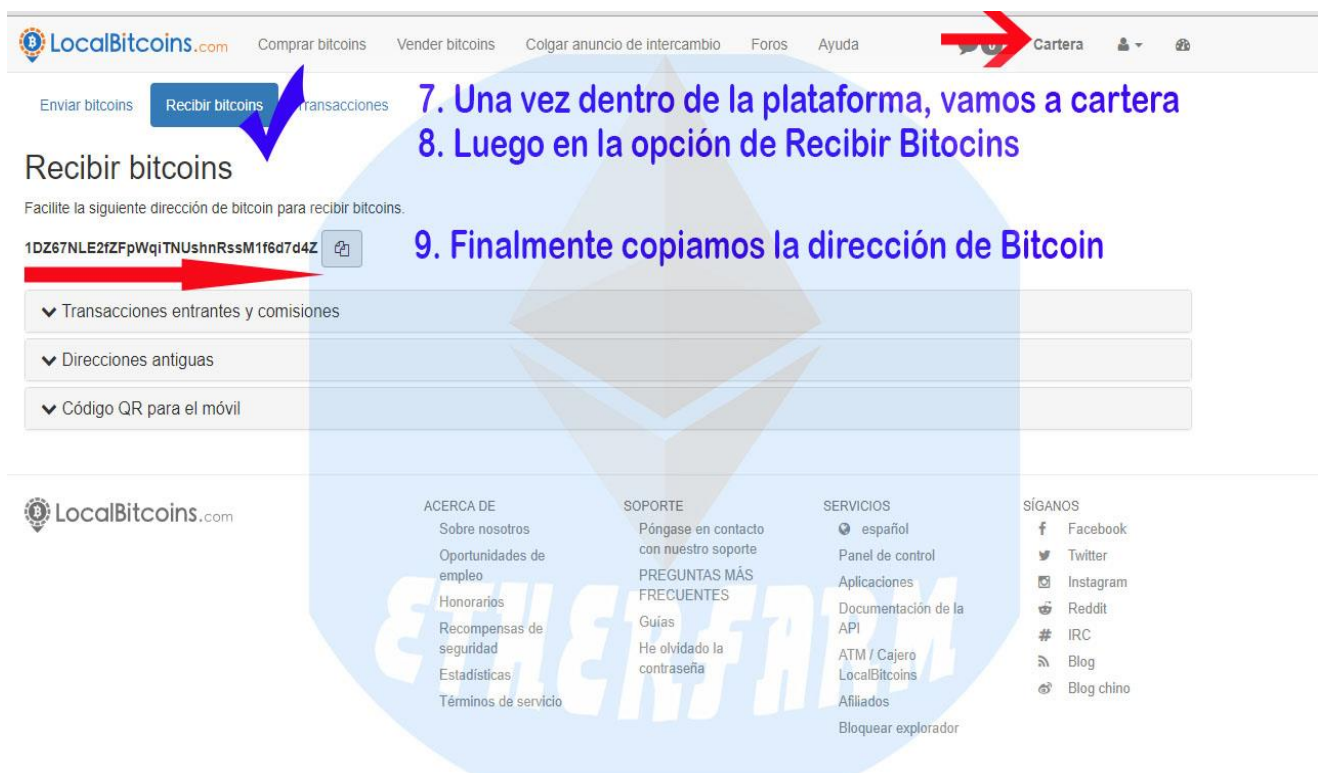 LocalBitcoins.com Comprar bitcoins Vender bitcoins Colgar anuncio de intercambio Foros Ayuda 0 Cartera
Enviar bitcoins Recibir bitcoins Transacciones
7. Una vez dentro de la plataforma, vamos a cartera
8. Luego en la opción de Recibir Bitocins
Recibir bitcoins
Facilite la siguiente dirección de bitcoin para recibir bitcoins.
1DZ67NLE2fZFpWqiTNUshnRssM1f6d7d4Z
9. Finalmente copiamos la dirección de Bitcoin
Transacciones entrantes y comisiones
Direcciones antiguas
Código QR para el móvil
LocalBitcoins.com
ACERCA DE
Sobre nosotros
Oportunidades de
empleo
Honorarios
Recompensas de
seguridad
Estadísticas
Términos de servicio
SOPORTE
Póngase en contacto
con nuestro soporte
PREGUNTAS MÁS
FRECUENTES
Guías
He olvidado la
contraseña
SERVICIOS
español
Panel de control
Aplicaciones
Documentación de la
API
ATM / Cajero
LocalBitcoins
Afiliados
Bloquear explorador
SÍGANOS
Facebook
Twitter
Instagram
Reddit
IRC
Blog
Blog chino
ETHERFARM